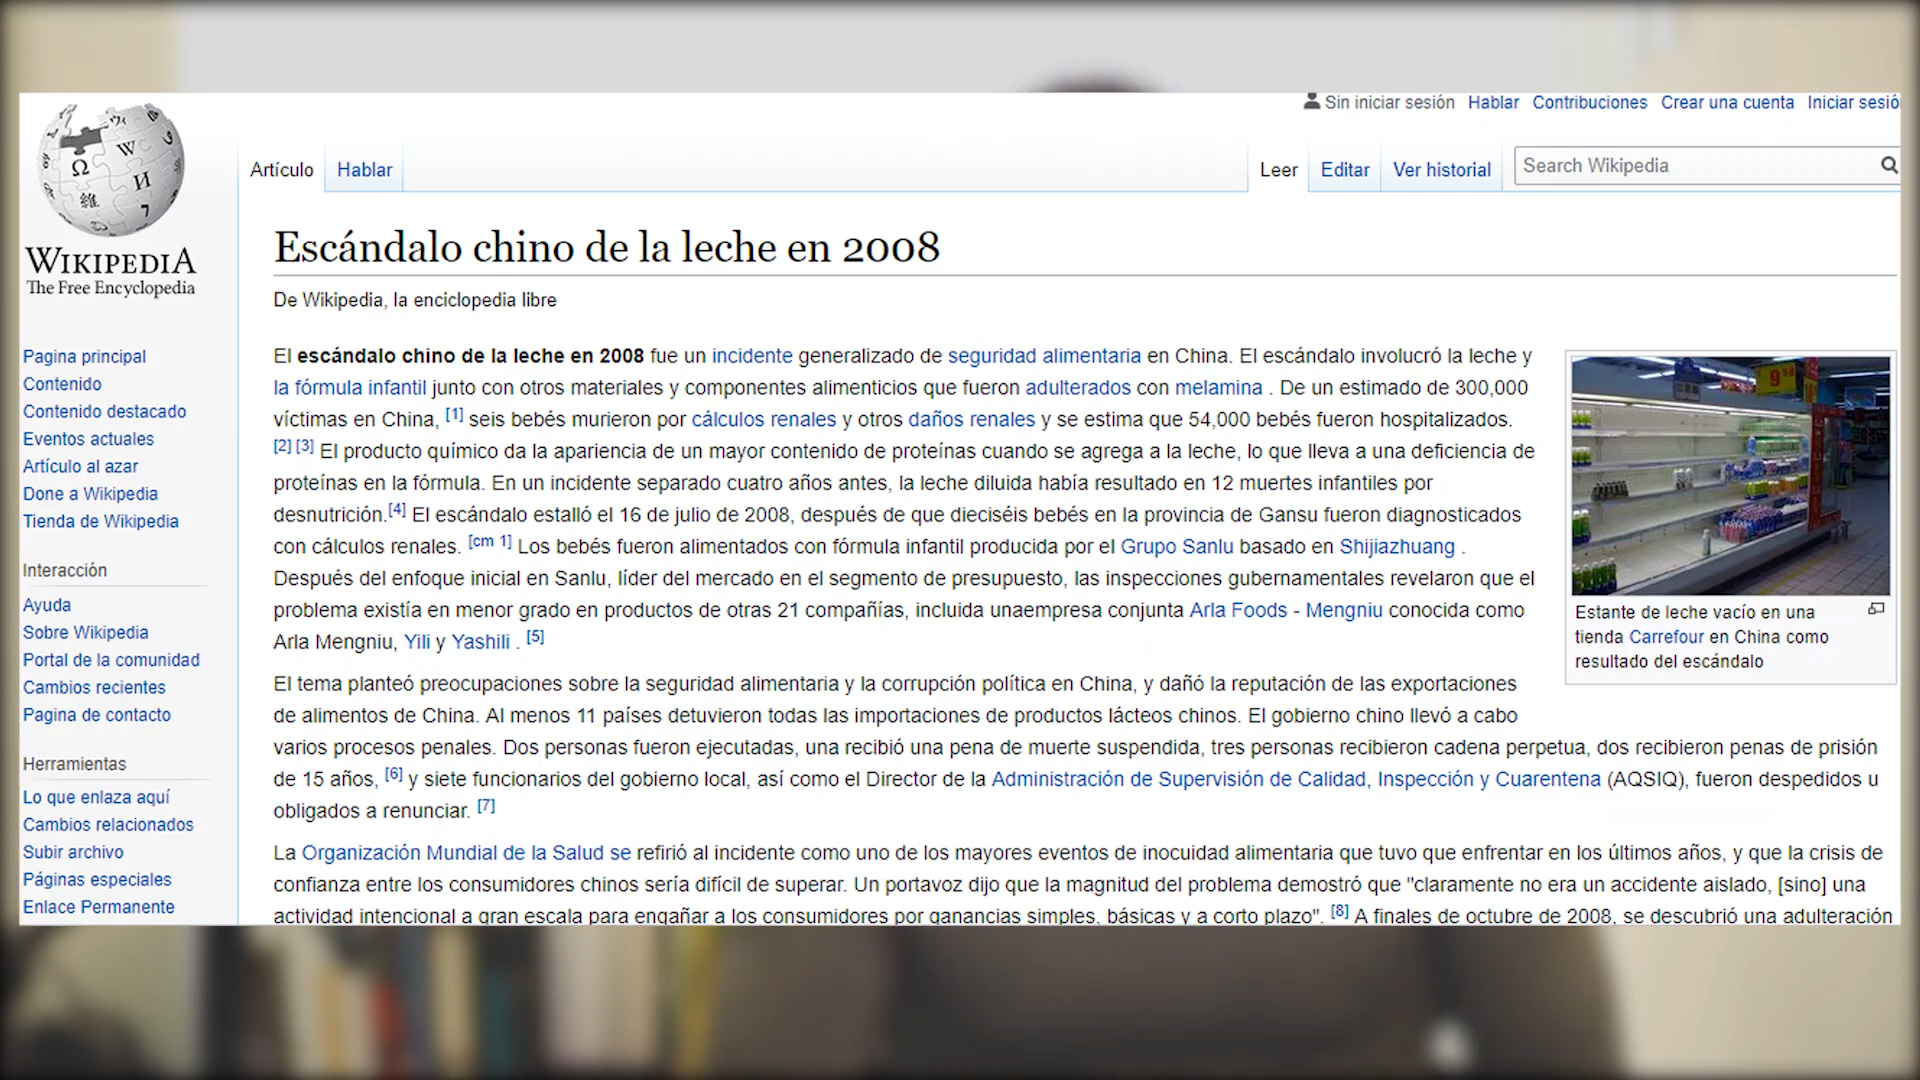 Sin iniciar sesión Hablar Contribuciones Crear una cuenta Iniciar sesió
Artículo Hablar Leer Editar Ver historial Search Wikipedia
WIKIPEDIA
The Free Encyclopedia
Pagina principal
Contenido
Contenido destacado
Eventos actuales
Artículo al azar
Done a Wikipedia
Tienda de Wikipedia
Interacción
Ayuda
Sobre Wikipedia
Portal de la comunidad
Cambios recientes
Pagina de contacto
Herramientas
Lo que enlaza aquí
Cambios relacionados
Subir archivo
Páginas especiales
Enlace Permanente
Escándalo chino de la leche en 2008
De Wikipedia, la enciclopedia libre
El escándalo chino de la leche en 2008 fue un incidente generalizado de seguridad alimentaria en China. El escándalo involucró la leche y
la fórmula infantil junto con otros materiales y componentes alimenticios que fueron adulterados con melamina . De un estimado de 300,000
víctimas en China, [1] seis bebés murieron por cálculos renales y otros daños renales y se estima que 54,000 bebés fueron hospitalizados.
[2] [3] El producto químico da la apariencia de un mayor contenido de proteínas cuando se agrega a la leche, lo que lleva a una deficiencia de
proteínas en la fórmula. En un incidente separado cuatro años antes, la leche diluida había resultado en 12 muertes infantiles por
desnutrición.[4] El escándalo estalló el 16 de julio de 2008, después de que dieciséis bebés en la provincia de Gansu fueron diagnosticados
con cálculos renales. [cm 1] Los bebés fueron alimentados con fórmula infantil producida por el Grupo Sanlu basado en Shijiazhuang .
Después del enfoque inicial en Sanlu, líder del mercado en el segmento de presupuesto, las inspecciones gubernamentales revelaron que el
problema existía en menor grado en productos de otras 21 compañías, incluida unaempresa conjunta Arla Foods - Mengniu conocida como
Arla Mengniu, Yili y Yashili . [5]
El tema planteó preocupaciones sobre la seguridad alimentaria y la corrupción política en China, y dañó la reputación de las exportaciones
de alimentos de China. Al menos 11 países detuvieron todas las importaciones de productos lácteos chinos. El gobierno chino llevó a cabo
varios procesos penales. Dos personas fueron ejecutadas, una recibió una pena de muerte suspendida, tres personas recibieron cadena perpetua, dos recibieron penas de prisión
de 15 años, [6] y siete funcionarios del gobierno local, así como el Director de la Administración de Supervisión de Calidad, Inspección y Cuarentena (AQSIQ), fueron despedidos u
obligados a renunciar. [7]
La Organización Mundial de la Salud se refirió al incidente como uno de los mayores eventos de inocuidad alimentaria que tuvo que enfrentar en los últimos años, y que la crisis de
confianza entre los consumidores chinos sería difícil de superar. Un portavoz dijo que la magnitud del problema demostró que "claramente no era un accidente aislado, [sino] una
actividad intencional a gran escala para engañar a los consumidores por ganancias simples, básicas y a corto plazo". [8] A finales de octubre de 2008, se descubrió una adulteración
Estante de leche vacío en una
tienda Carrefour en China como
resultado del escándalo